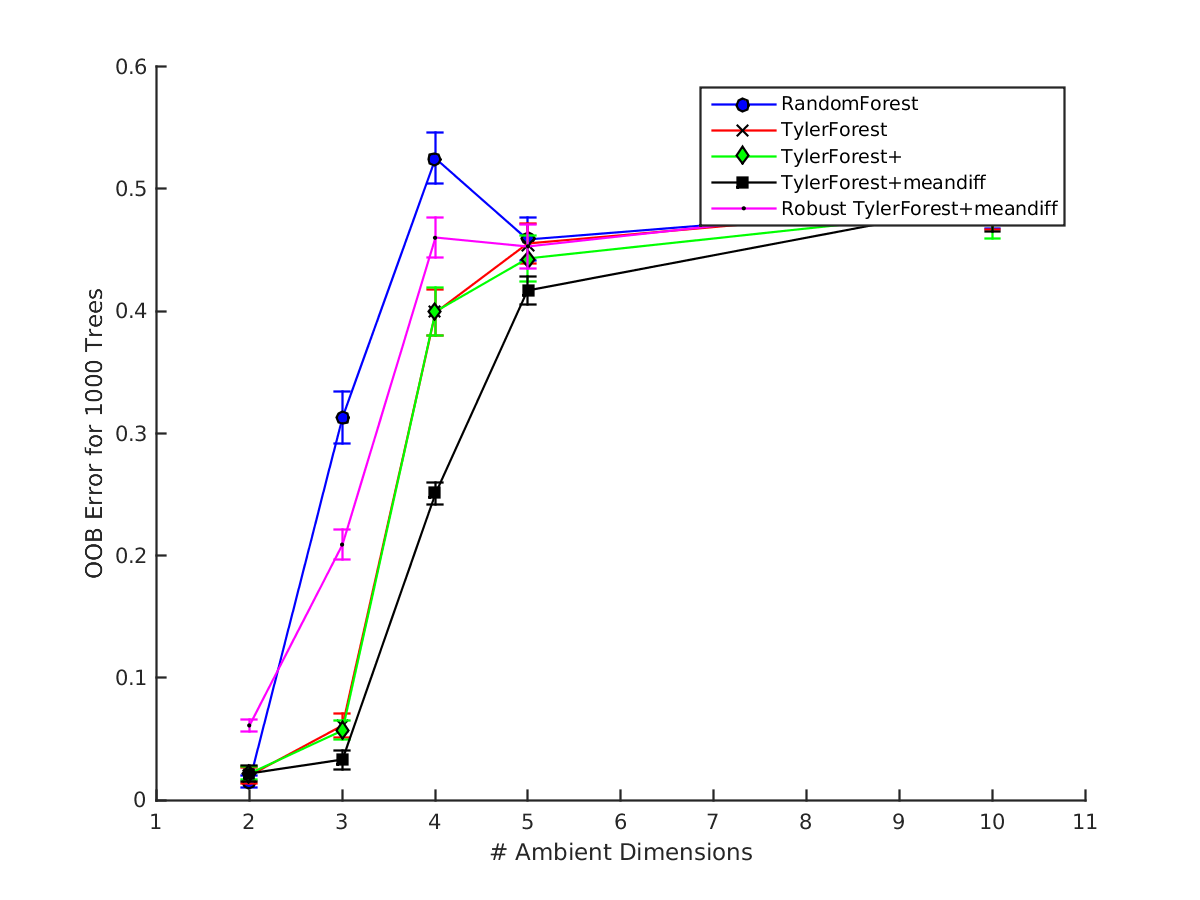 0.6
0.5
0.4
0.3
0.2
0.1
0
OOB Error for 1000 Trees
RandomForest
TylerForest
TylerForest+
TylerForest+meandiff
Robust TylerForest+meandiff
1 2 3 4 5 6 7 8 9 10 11
# Ambient Dimensions